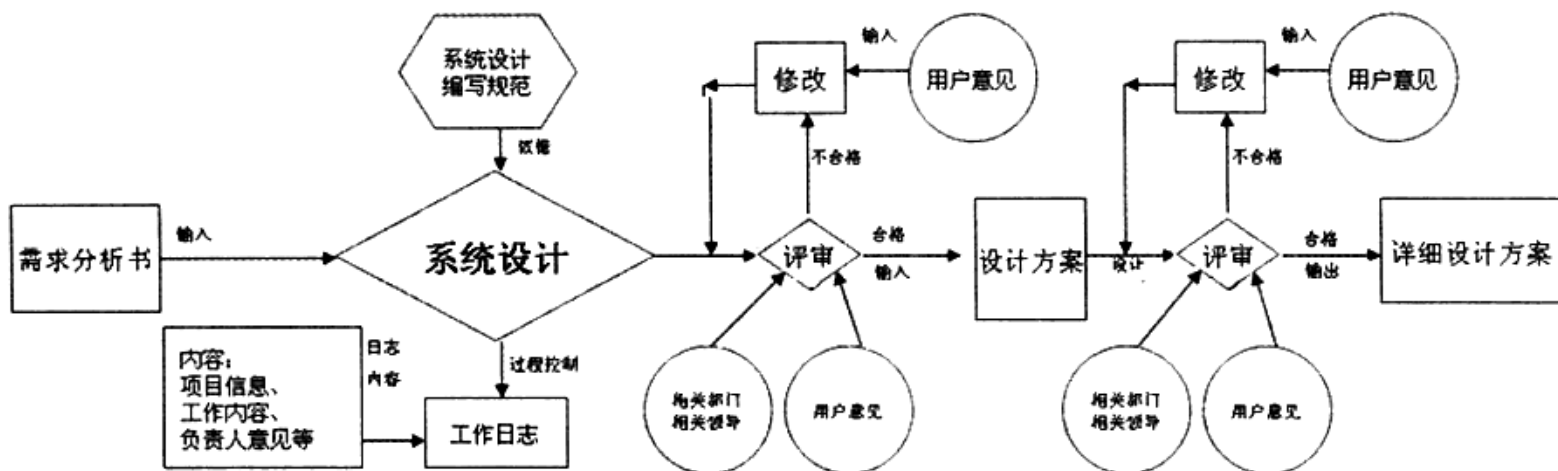 系统设计
编写规范
依据
需求分析书
输入
系统设计
过程控制
日志
内容
内容：
项目信息、
工作内容、
负责人意见等
工作日志
修改
输入
用户意见
不合格
评审
合格
输入
相关部门
相关领导
用户意见
设计方案
设计
修改
输入
用户意见
不合格
评审
合格
输出
相关部门
相关领导
用户意见
详细设计方案